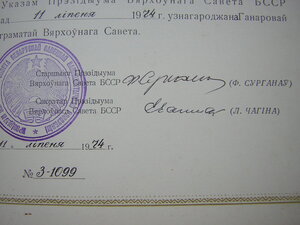 Указам Прэзідыума Вярхоўнага Савета БССР
11 ліпеня 1974 г. узнагароджана Ганаровай
граматай Вярхоўнага Савета.
Старшыня Прэзідыума
Вярхоўнага Савета БССР
(Ф. СУРГАНАЎ)
Сакратар Прэзідыума
Вярхоўнага Савета БССР
(Л. ЧАГІНА)
11 ліпеня 1974 г.
№ 3-1099